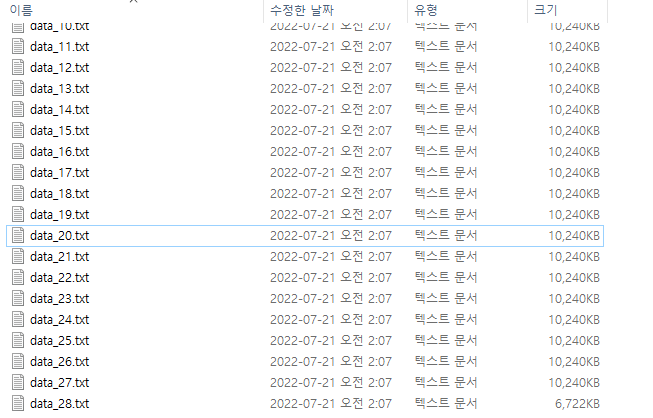 이름 수정한 날짜 유형 크기
data_10.txt 2022-07-21 오전 2:07 텍스트 문서 10,240KB
data_11.txt 2022-07-21 오전 2:07 텍스트 문서 10,240KB
data_12.txt 2022-07-21 오전 2:07 텍스트 문서 10,240KB
data_13.txt 2022-07-21 오전 2:07 텍스트 문서 10,240KB
data_14.txt 2022-07-21 오전 2:07 텍스트 문서 10,240KB
data_15.txt 2022-07-21 오전 2:07 텍스트 문서 10,240KB
data_16.txt 2022-07-21 오전 2:07 텍스트 문서 10,240KB
data_17.txt 2022-07-21 오전 2:07 텍스트 문서 10,240KB
data_18.txt 2022-07-21 오전 2:07 텍스트 문서 10,240KB
data_19.txt 2022-07-21 오전 2:07 텍스트 문서 10,240KB
data_20.txt 2022-07-21 오전 2:07 텍스트 문서 10,240KB
data_21.txt 2022-07-21 오전 2:07 텍스트 문서 10,240KB
data_22.txt 2022-07-21 오전 2:07 텍스트 문서 10,240KB
data_23.txt 2022-07-21 오전 2:07 텍스트 문서 10,240KB
data_24.txt 2022-07-21 오전 2:07 텍스트 문서 10,240KB
data_25.txt 2022-07-21 오전 2:07 텍스트 문서 10,240KB
data_26.txt 2022-07-21 오전 2:07 텍스트 문서 10,240KB
data_27.txt 2022-07-21 오전 2:07 텍스트 문서 10,240KB
data_28.txt 2022-07-21 오전 2:07 텍스트 문서 6,722KB